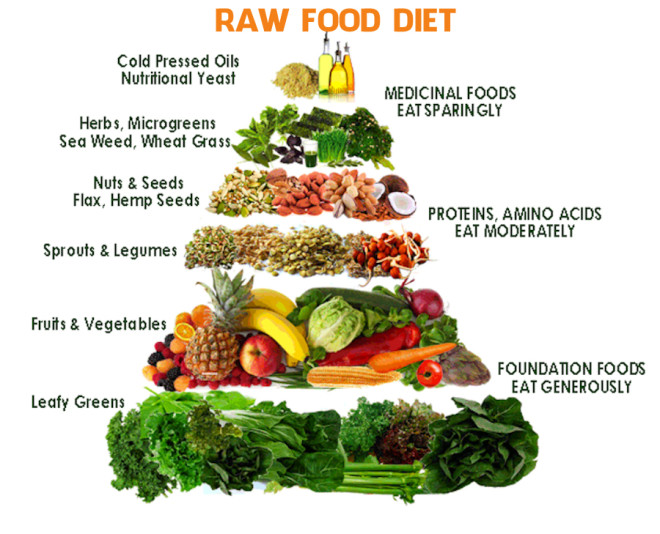 RAW FOOD DIET
Cold Pressed Oils
Nutritional Yeast
MEDICINAL FOODS
EAT SPARINGLY
Herbs, Microgreens
Sea Weed, Wheat Grass
Nuts & Seeds
Flax, Hemp Seeds
PROTEINS, AMINO ACIDS
EAT MODERATELY
Sprouts & Legumes
Fruits & Vegetables
FOUNDATION FOODS
EAT GENEROUSLY
Leafy Greens